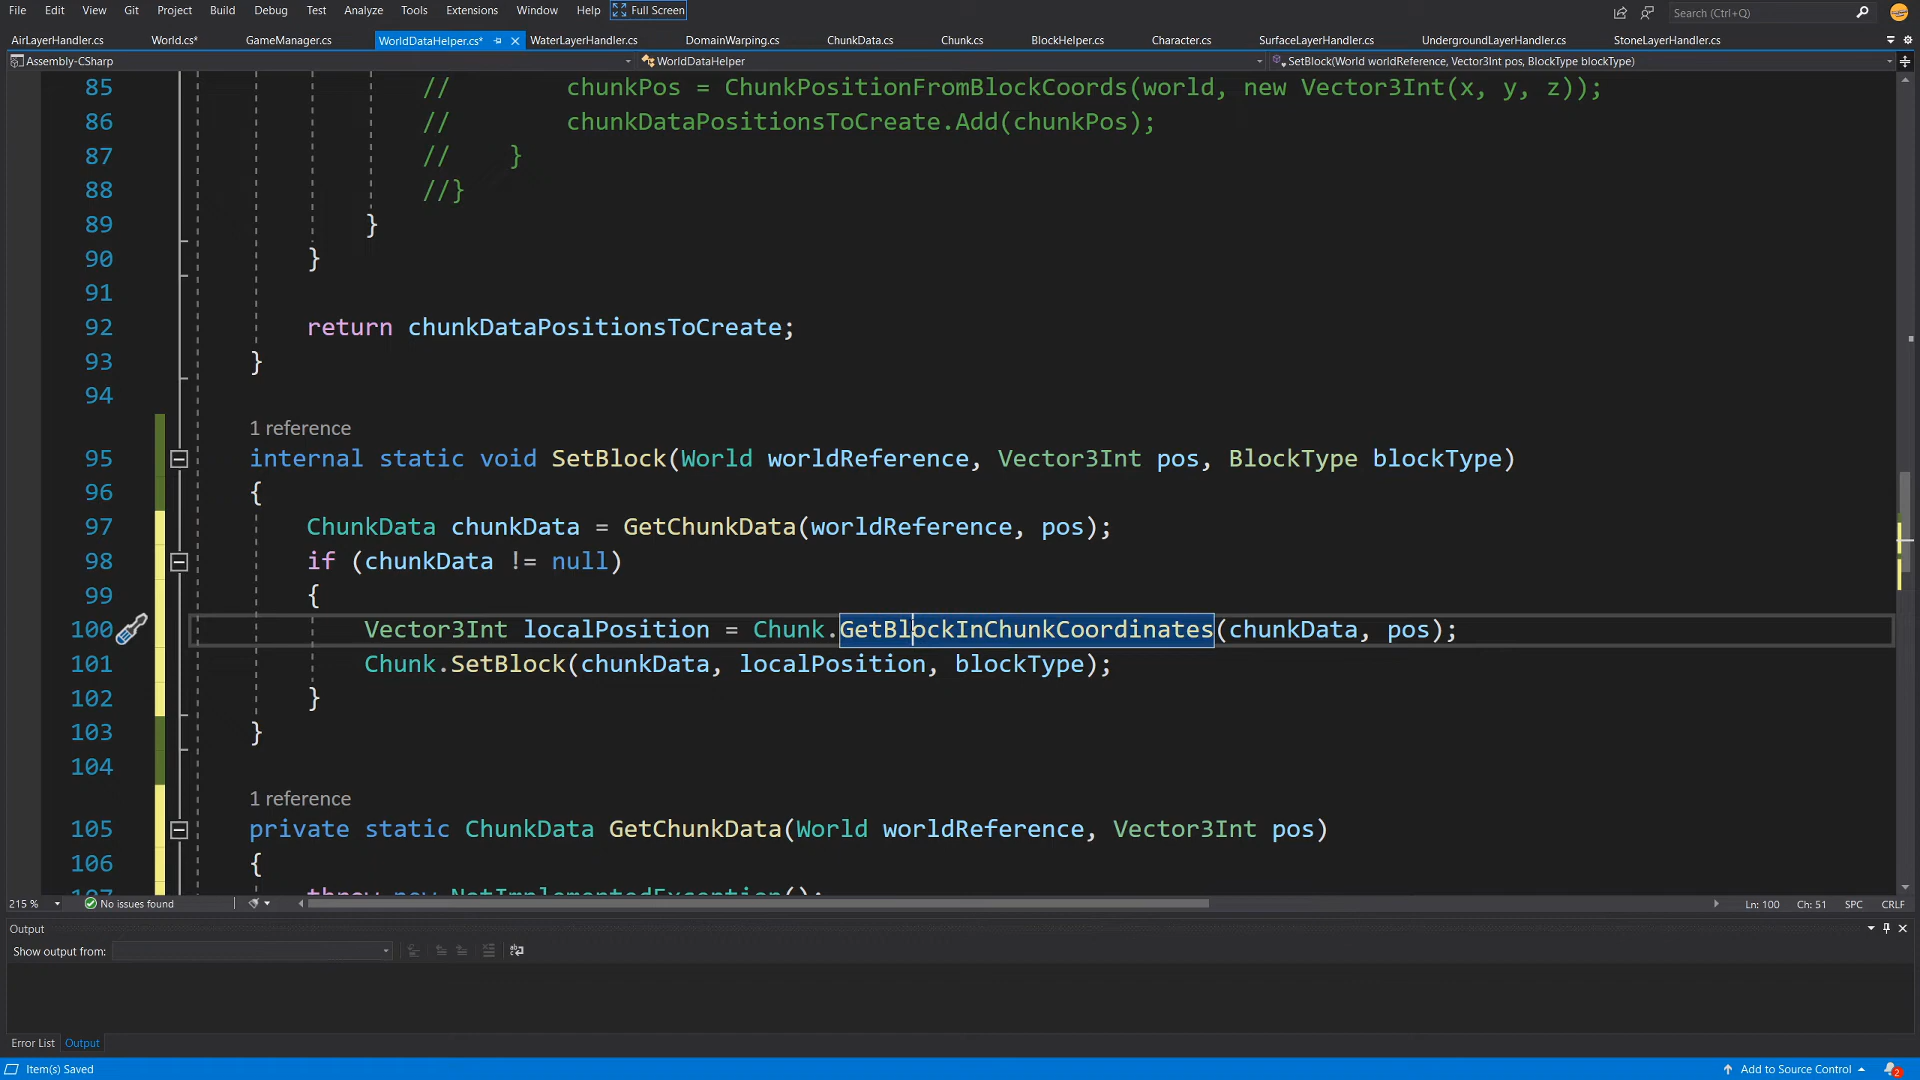 File Edit View Git Project Build Debug Test Analyze Tools Extensions Window Help Full Screen Search (Ctrl+Q)
AirLayerHandler.cs World.cs* GameManager.cs WorldDataHelper.cs* WaterLayerHandler.cs DomainWarping.cs ChunkData.cs Chunk.cs BlockHelper.cs Character.cs SurfaceLayerHandler.cs UndergroundLayerHandler.cs StoneLayerHandler.cs
Assembly-CSharp WorldDataHelper SetBlock(World worldReference, Vector3Int pos, BlockType blockType)
85 // chunkPos = ChunkPositionFromBlockCoords(world, new Vector3Int(x, y, z));
86 // chunkDataPositionsToCreate.Add(chunkPos);
87 // }
88 //}
89 }
90 }
91
92 return chunkDataPositionsToCreate;
93 }
94
1 reference
95 internal static void SetBlock(World worldReference, Vector3Int pos, BlockType blockType)
96 {
97 ChunkData chunkData = GetChunkData(worldReference, pos);
98 if (chunkData != null)
99 {
100 Vector3Int localPosition = Chunk.GetBlockInChunkCoordinates(chunkData, pos);
101 Chunk.SetBlock(chunkData, localPosition, blockType);
102 }
103 }
104
1 reference
105 private static ChunkData GetChunkData(World worldReference, Vector3Int pos)
106 {
107 throw new NotImplementedException();
215 % No issues found Ln: 100 Ch: 51 SPC CRLF
Output
Show output from:
Error List Output
Item(s) Saved Add to Source Control 2